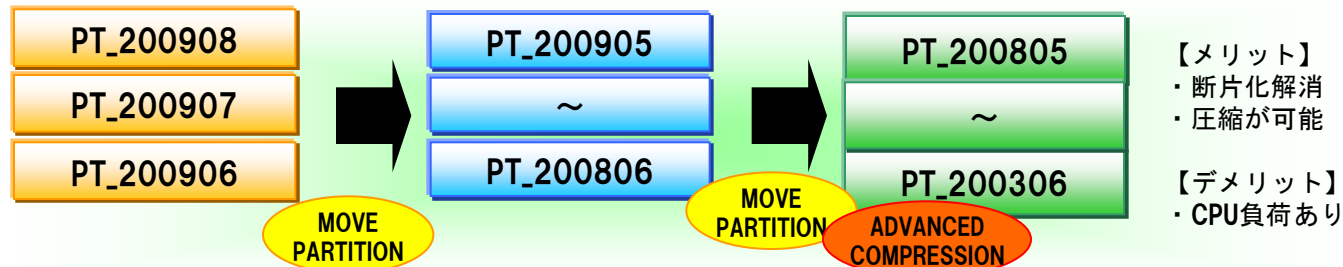 PT_200908
PT_200907
PT_200906
MOVE
PARTITION
PT_200905
～
PT_200806
MOVE
PARTITION
PT_200805
～
PT_200306
ADVANCED
COMPRESSION
【メリット】
・断片化解消
・圧縮が可能
【デメリット】
・CPU負荷あり